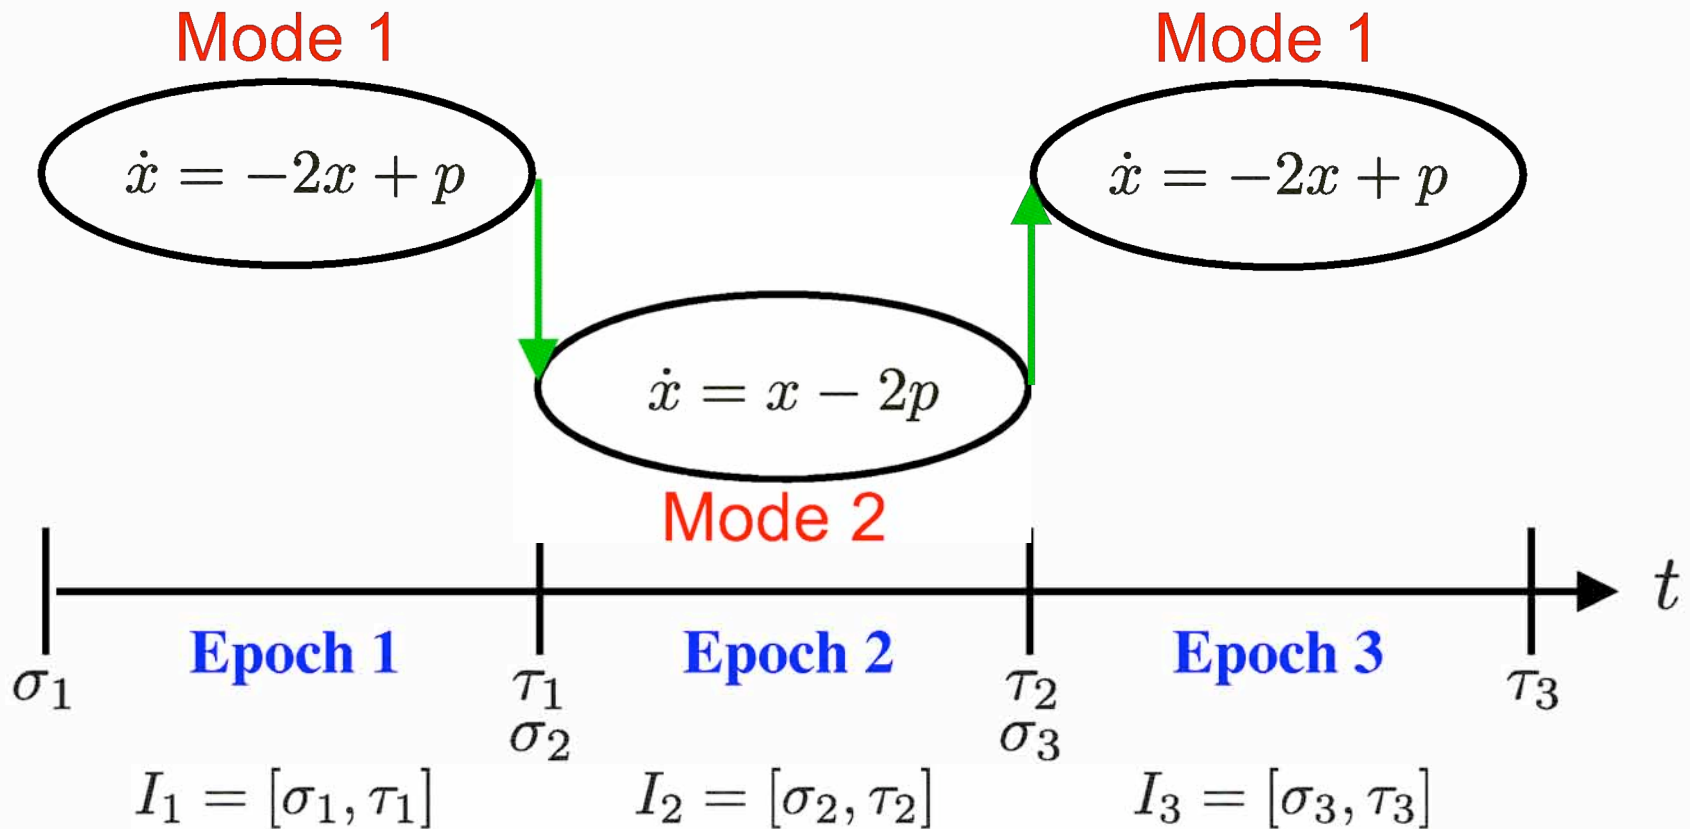 Mode 1
Mode 1
ẋ = −2x + p
ẋ = −2x + p
ẋ = x − 2p
Mode 2
t
Epoch 1
Epoch 2
Epoch 3
σ₁
τ₁
τ₂
τ₃
σ₂
σ₃
I₁ = [σ₁, τ₁]
I₂ = [σ₂, τ₂]
I₃ = [σ₃, τ₃]